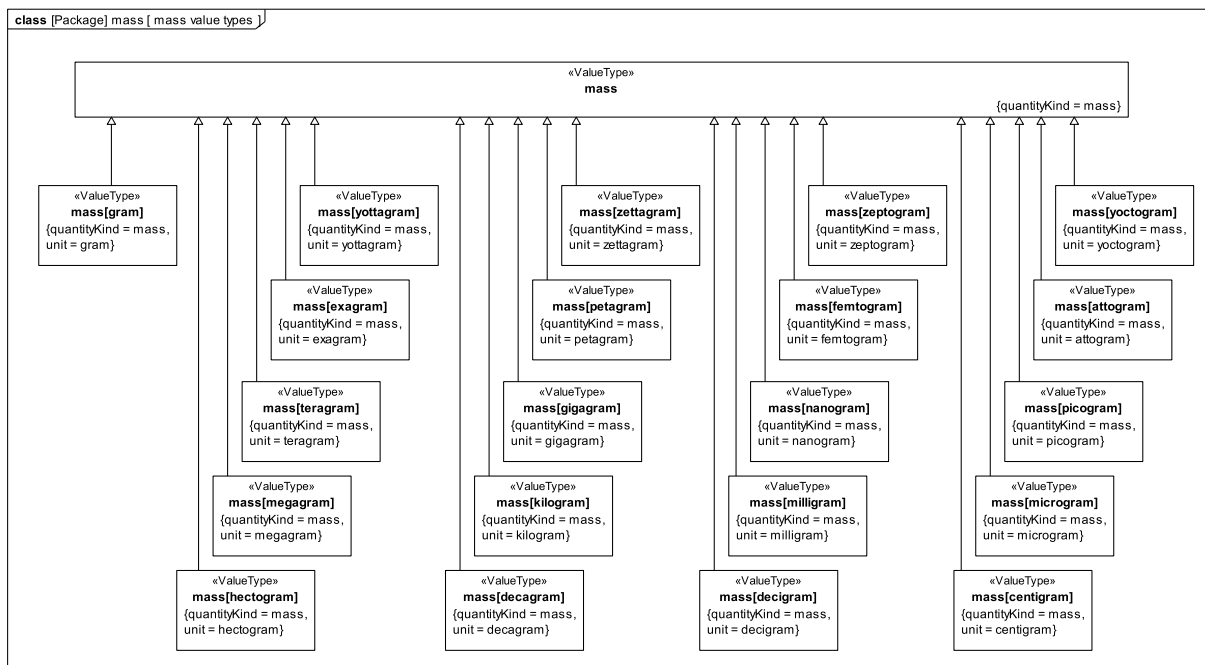 class [Package] mass [ mass value types ]
«ValueType»
mass
{quantityKind = mass}
«ValueType»
mass[gram]
{quantityKind = mass,
unit = gram}
«ValueType»
mass[yottagram]
{quantityKind = mass,
unit = yottagram}
«ValueType»
mass[zettagram]
{quantityKind = mass,
unit = zettagram}
«ValueType»
mass[zeptogram]
{quantityKind = mass,
unit = zeptogram}
«ValueType»
mass[yoctogram]
{quantityKind = mass,
unit = yoctogram}
«ValueType»
mass[exagram]
{quantityKind = mass,
unit = exagram}
«ValueType»
mass[petagram]
{quantityKind = mass,
unit = petagram}
«ValueType»
mass[femtogram]
{quantityKind = mass,
unit = femtogram}
«ValueType»
mass[attogram]
{quantityKind = mass,
unit = attogram}
«ValueType»
mass[teragram]
{quantityKind = mass,
unit = teragram}
«ValueType»
mass[gigagram]
{quantityKind = mass,
unit = gigagram}
«ValueType»
mass[nanogram]
{quantityKind = mass,
unit = nanogram}
«ValueType»
mass[picogram]
{quantityKind = mass,
unit = picogram}
«ValueType»
mass[megagram]
{quantityKind = mass,
unit = megagram}
«ValueType»
mass[kilogram]
{quantityKind = mass,
unit = kilogram}
«ValueType»
mass[milligram]
{quantityKind = mass,
unit = milligram}
«ValueType»
mass[microgram]
{quantityKind = mass,
unit = microgram}
«ValueType»
mass[hectogram]
{quantityKind = mass,
unit = hectogram}
«ValueType»
mass[decagram]
{quantityKind = mass,
unit = decagram}
«ValueType»
mass[decigram]
{quantityKind = mass,
unit = decigram}
«ValueType»
mass[centigram]
{quantityKind = mass,
unit = centigram}